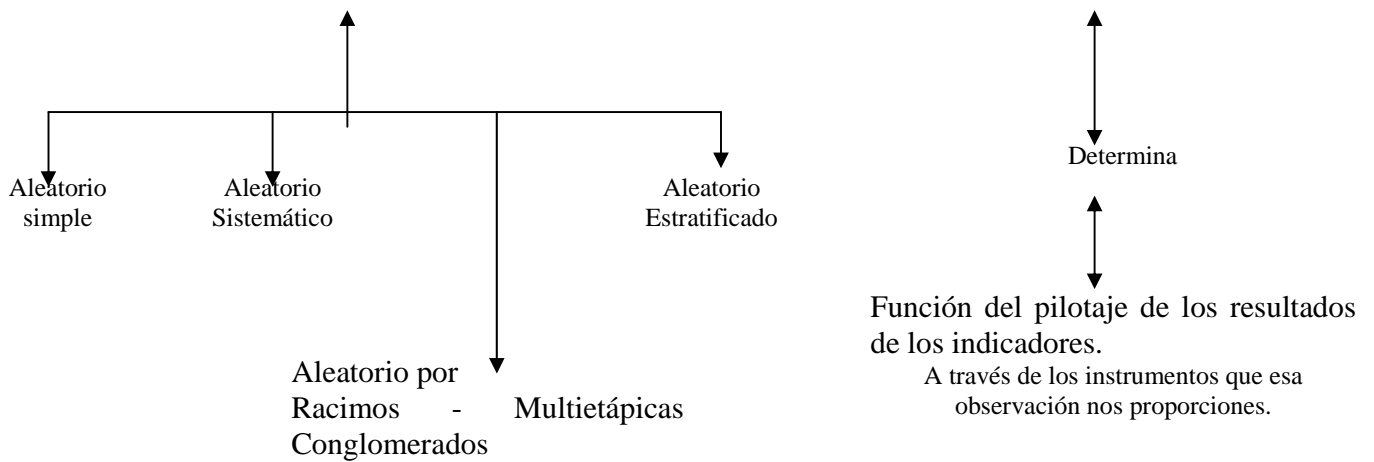 Aleatorio
simple
Aleatorio
Sistemático
Aleatorio
Estratificado
Aleatorio por
Racimos - Multietápicas
Conglomerados
Determina
Función del pilotaje de los resultados
de los indicadores.
A través de los instrumentos que esa
observación nos proporciones.